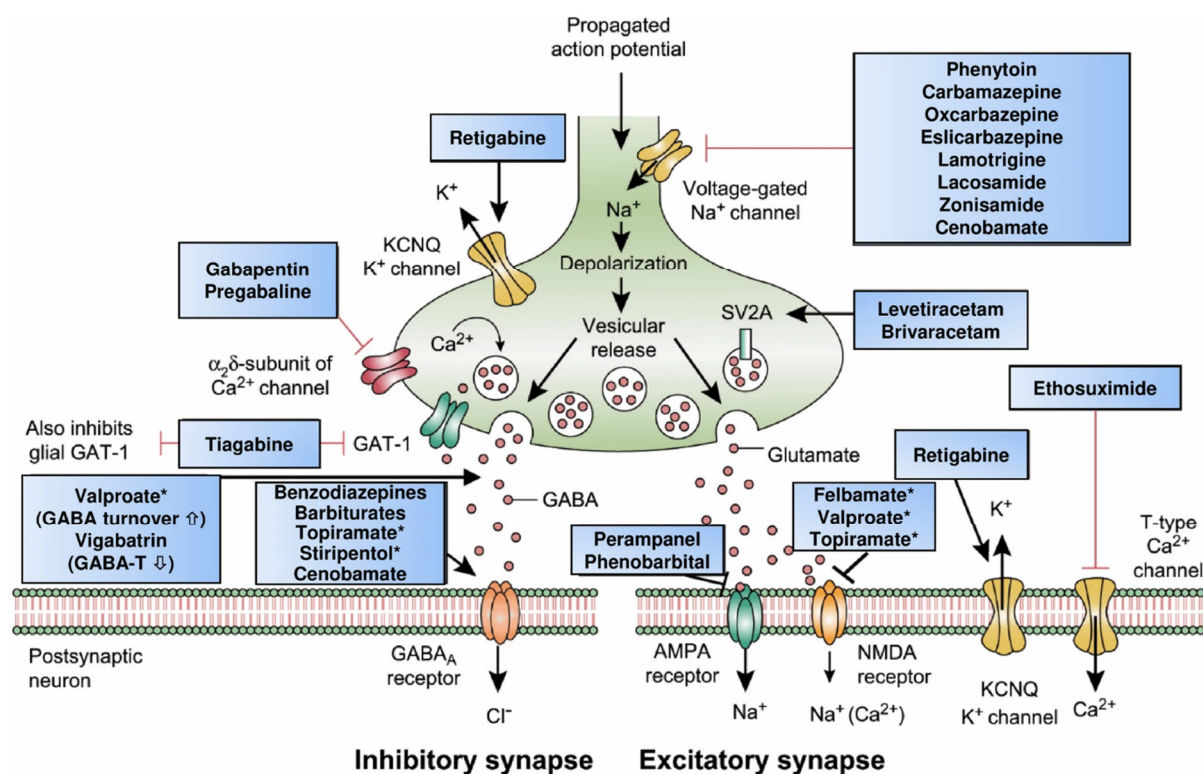 Propagated
action potential
Phenytoin
Carbamazepine
Oxcarbazepine
Eslicarbazepine
Lamotrigine
Lacosamide
Zonisamide
Cenobamate
Retigabine
K⁺
Voltage-gated
Na⁺ channel
Na⁺
KCNQ
K⁺ channel
Depolarization
Gabapentin
Pregabaline
SV2A
Levetiracetam
Brivaracetam
Ca²⁺
Vesicular
release
α₂δ-subunit of
Ca²⁺ channel
Ethosuximide
Also inhibits
glial GAT-1
Tiagabine
GAT-1
Glutamate
Retigabine
Valproate*
(GABA turnover ⇧)
Vigabatrin
(GABA-T ⇩)
Benzodiazepines
Barbiturates
Topiramate*
Stiripentol*
Cenobamate
GABA
Felbamate*
Valproate*
Topiramate*
K⁺
Perampanel
Phenobarbital
T-type
Ca²⁺
channel
Postsynaptic
neuron
GABA_A
receptor
AMPA
receptor
NMDA
receptor
KCNQ
K⁺ channel
Cl⁻
Na⁺
Na⁺ (Ca²⁺)
Ca²⁺
Inhibitory synapse
Excitatory synapse